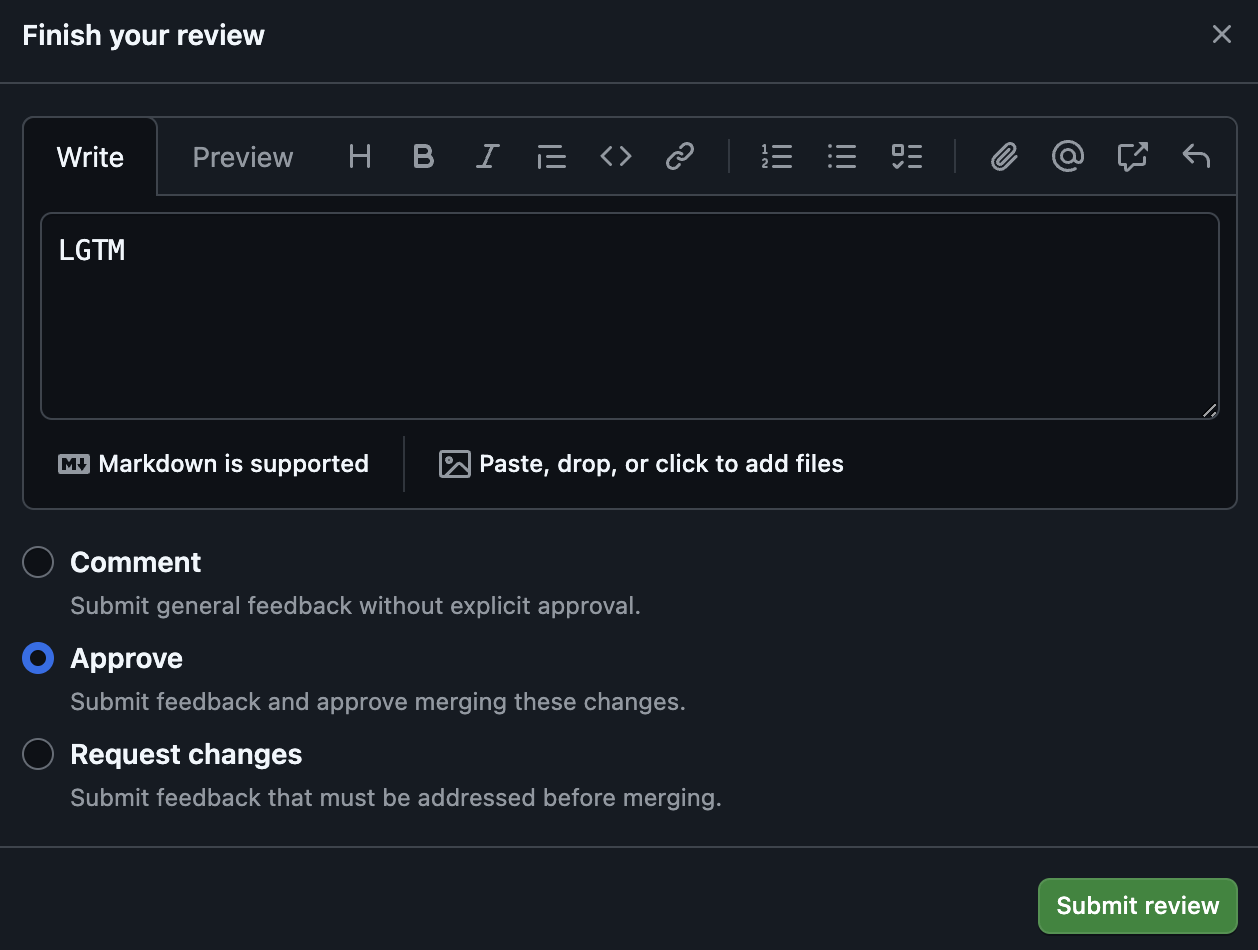 Finish your review
Write Preview
LGTM
Markdown is supported
Paste, drop, or click to add files
Comment
Submit general feedback without explicit approval.
Approve
Submit feedback and approve merging these changes.
Request changes
Submit feedback that must be addressed before merging.
Submit review